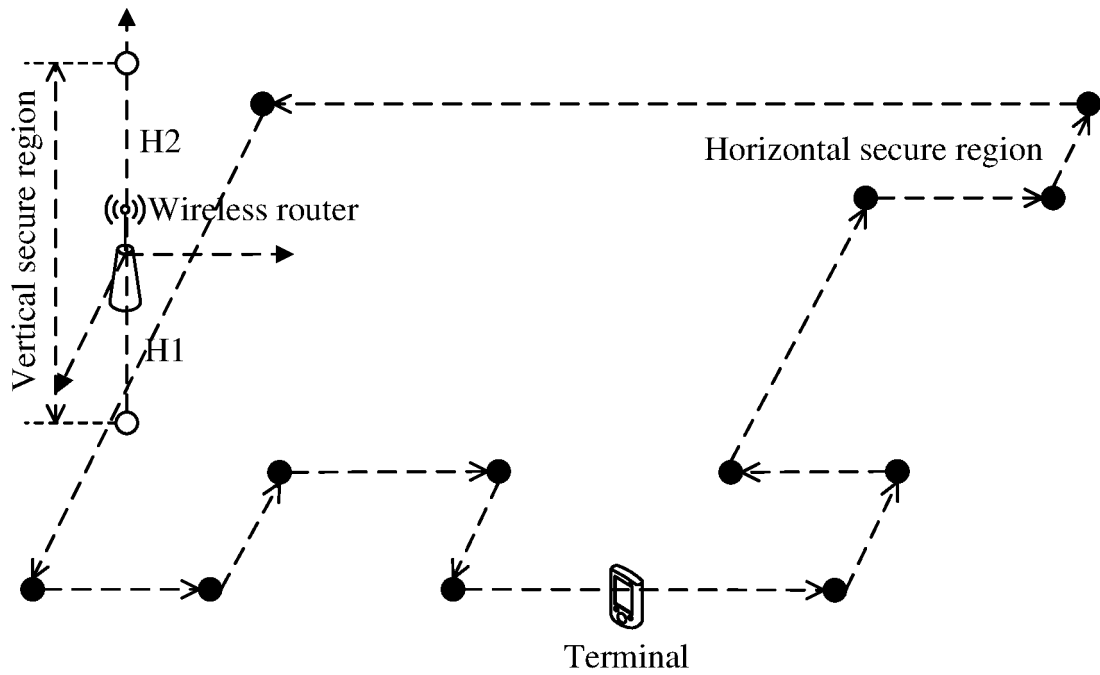 Vertical secure region
H2
Horizontal secure region
Wireless router
H1
Terminal